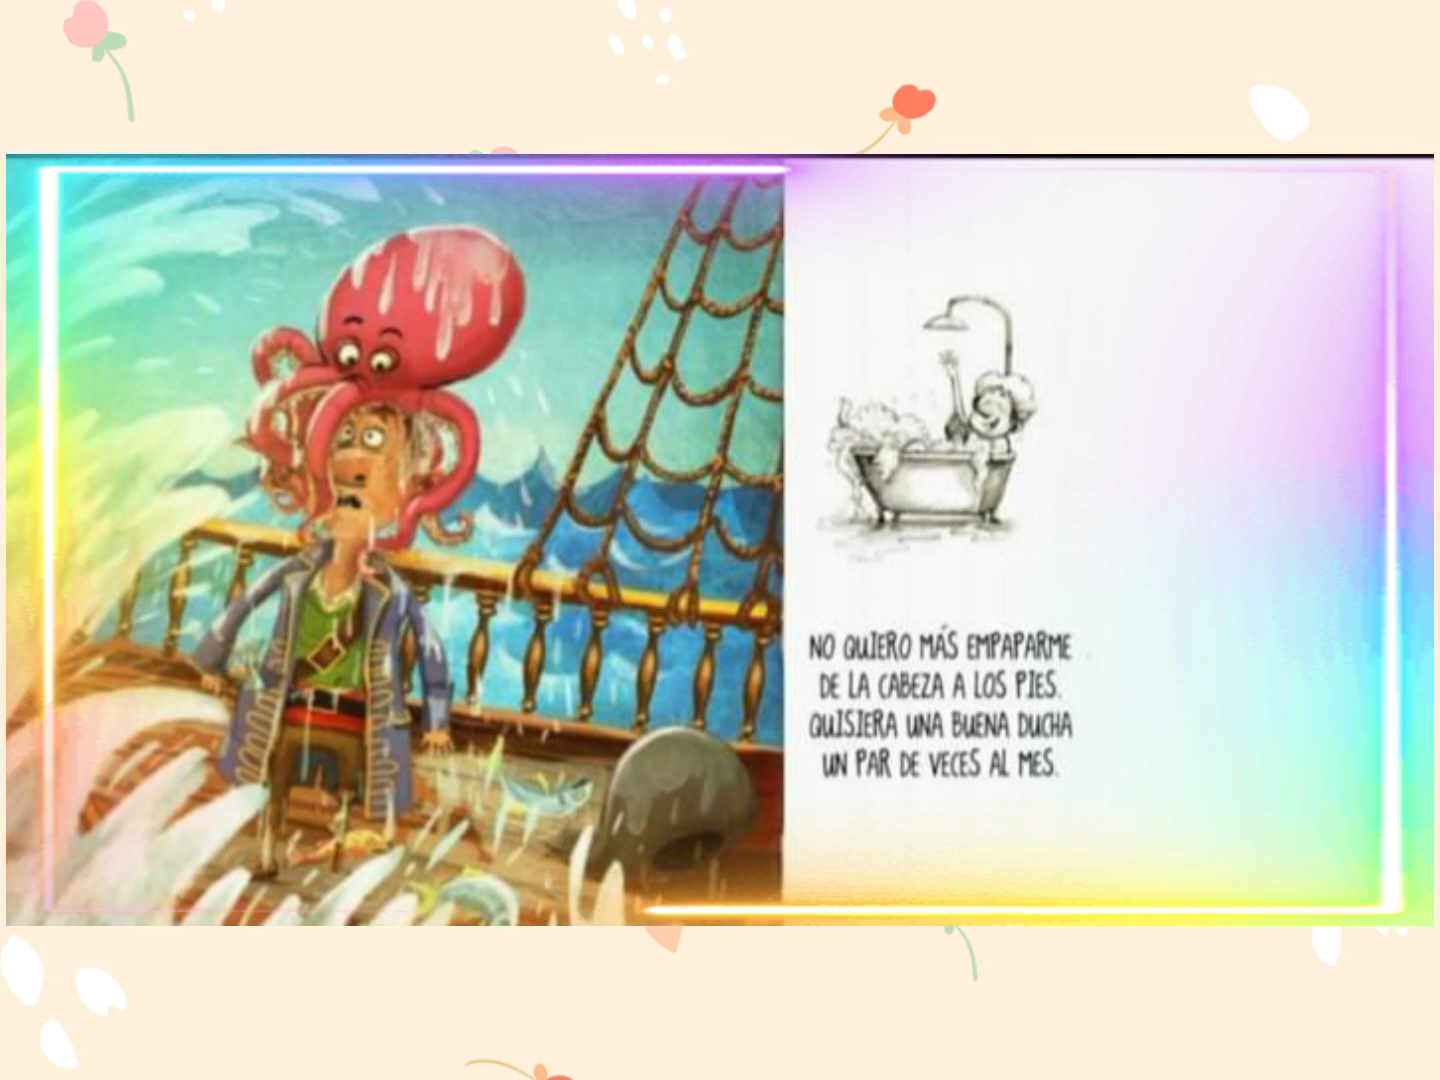 NO QUIERO MÁS EMPAPARME
DE LA CABEZA A LOS PIES.
QUISIERA UNA BUENA DUCHA
UN PAR DE VECES AL MES.